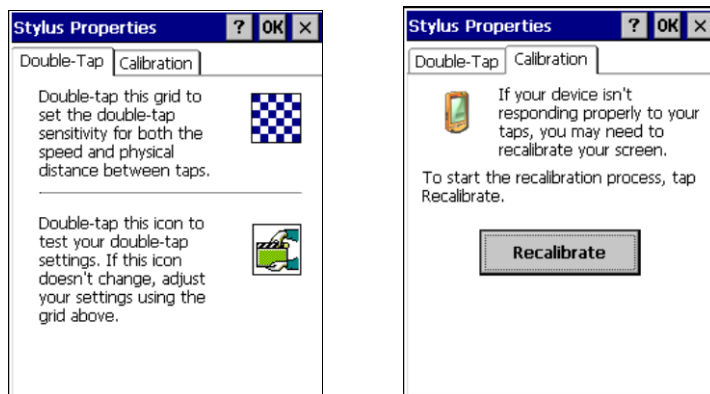 Stylus Properties ? OK ×
Double-Tap Calibration
Double-tap this grid to
set the double-tap
sensitivity for both the
speed and physical
distance between taps.
Double-tap this icon to
test your double-tap
settings. If this icon
doesn't change, adjust
your settings using the
grid above.
Stylus Properties ? OK ×
Double-Tap Calibration
If your device isn't
responding properly to your
taps, you may need to
recalibrate your screen.
To start the recalibration process, tap
Recalibrate.
Recalibrate